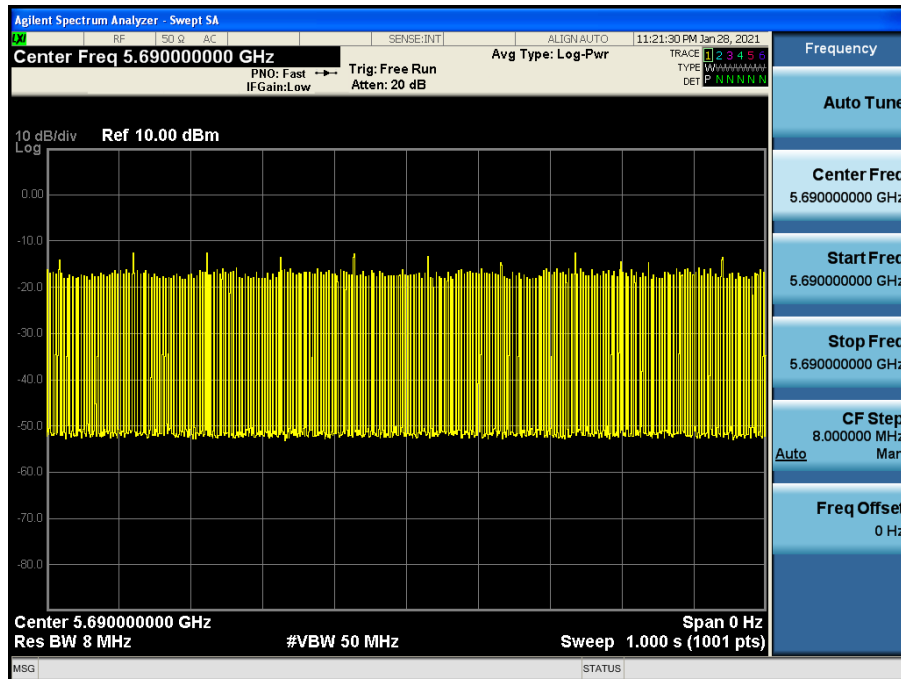 Agilent Spectrum Analyzer - Swept SA
LXI RF 50 Ω AC SENSE:INT ALIGN AUTO 11:21:30 PM Jan 28, 2021
Center Freq 5.690000000 GHz
PNO: Fast
IFGain:Low
Trig: Free Run
Atten: 20 dB
Avg Type: Log-Pwr
TRACE 1 2 3 4 5 6
TYPE WWWWWW
DET P N N N N N
10 dB/div Ref 10.00 dBm
Log
0.00
-10.0
-20.0
-30.0
-40.0
-50.0
-60.0
-70.0
-80.0
Center 5.690000000 GHz Span 0 Hz
Res BW 8 MHz #VBW 50 MHz Sweep 1.000 s (1001 pts)
MSG STATUS
Frequency
Auto Tune
Center Freq
5.690000000 GHz
Start Freq
5.690000000 GHz
Stop Freq
5.690000000 GHz
CF Step
8.000000 MHz
Auto Man
Freq Offset
0 Hz